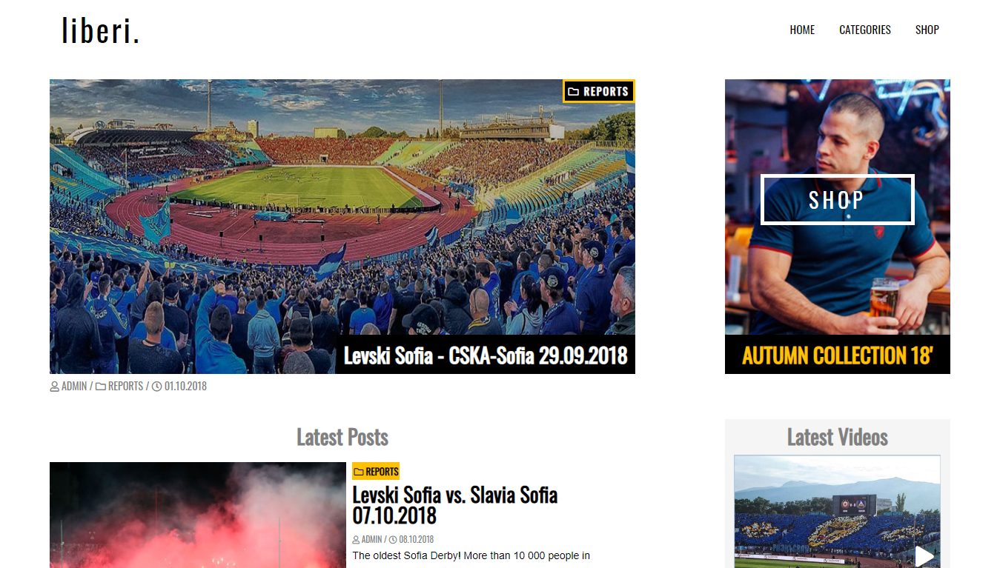 liberi.
HOME CATEGORIES SHOP
REPORTS
SHOP
Levski Sofia - CSKA-Sofia 29.09.2018
AUTUMN COLLECTION 18'
ADMIN / REPORTS / 01.10.2018
Latest Posts
Latest Videos
REPORTS
Levski Sofia vs. Slavia Sofia
07.10.2018
ADMIN / 08.10.2018
The oldest Sofia Derby! More than 10 000 people in